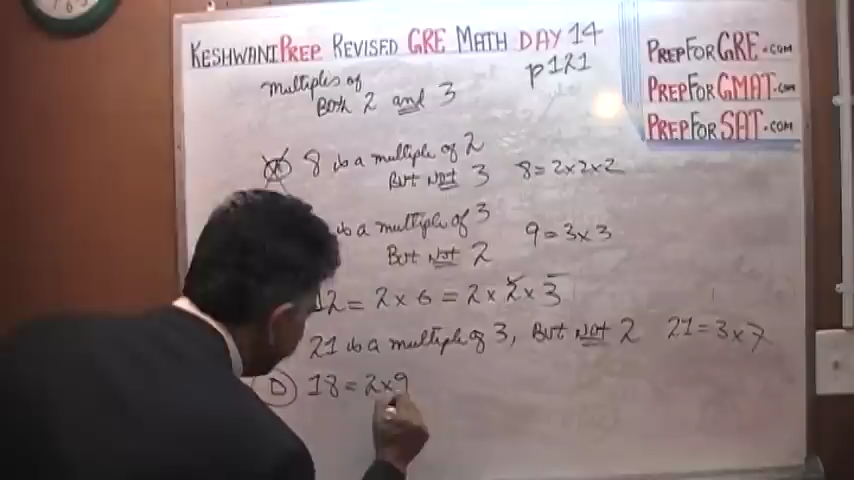 KESHWANIPREP REVISED GRE MATH DAY 14
p121
PREPFORGRE.COM
PREPFORGMAT.COM
PREPFORSAT.COM
Multiples of
Both 2 and 3
8 is a multiple of 2
But Not 3 8=2×2×2
is a multiple of 3
But Not 2 9=3×3
12 = 2×6 = 2×2×3
21 is a multiple of 3, But Not 2 21=3×7
D 18 = 2×9